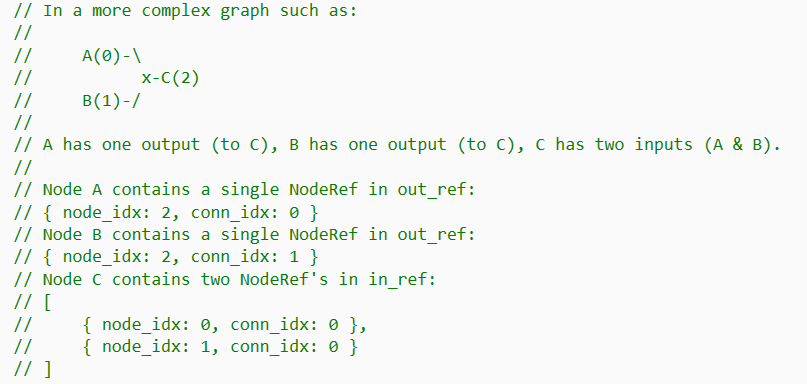 // In a more complex graph such as:
//
//     A(0)-\
//           x-C(2)
//     B(1)-/
//
// A has one output (to C), B has one output (to C), C has two inputs (A & B).
//
// Node A contains a single NodeRef in out_ref:
// { node_idx: 2, conn_idx: 0 }
// Node B contains a single NodeRef in out_ref:
// { node_idx: 2, conn_idx: 1 }
// Node C contains two NodeRef's in in_ref:
// [
//     { node_idx: 0, conn_idx: 0 },
//     { node_idx: 1, conn_idx: 0 }
// ]